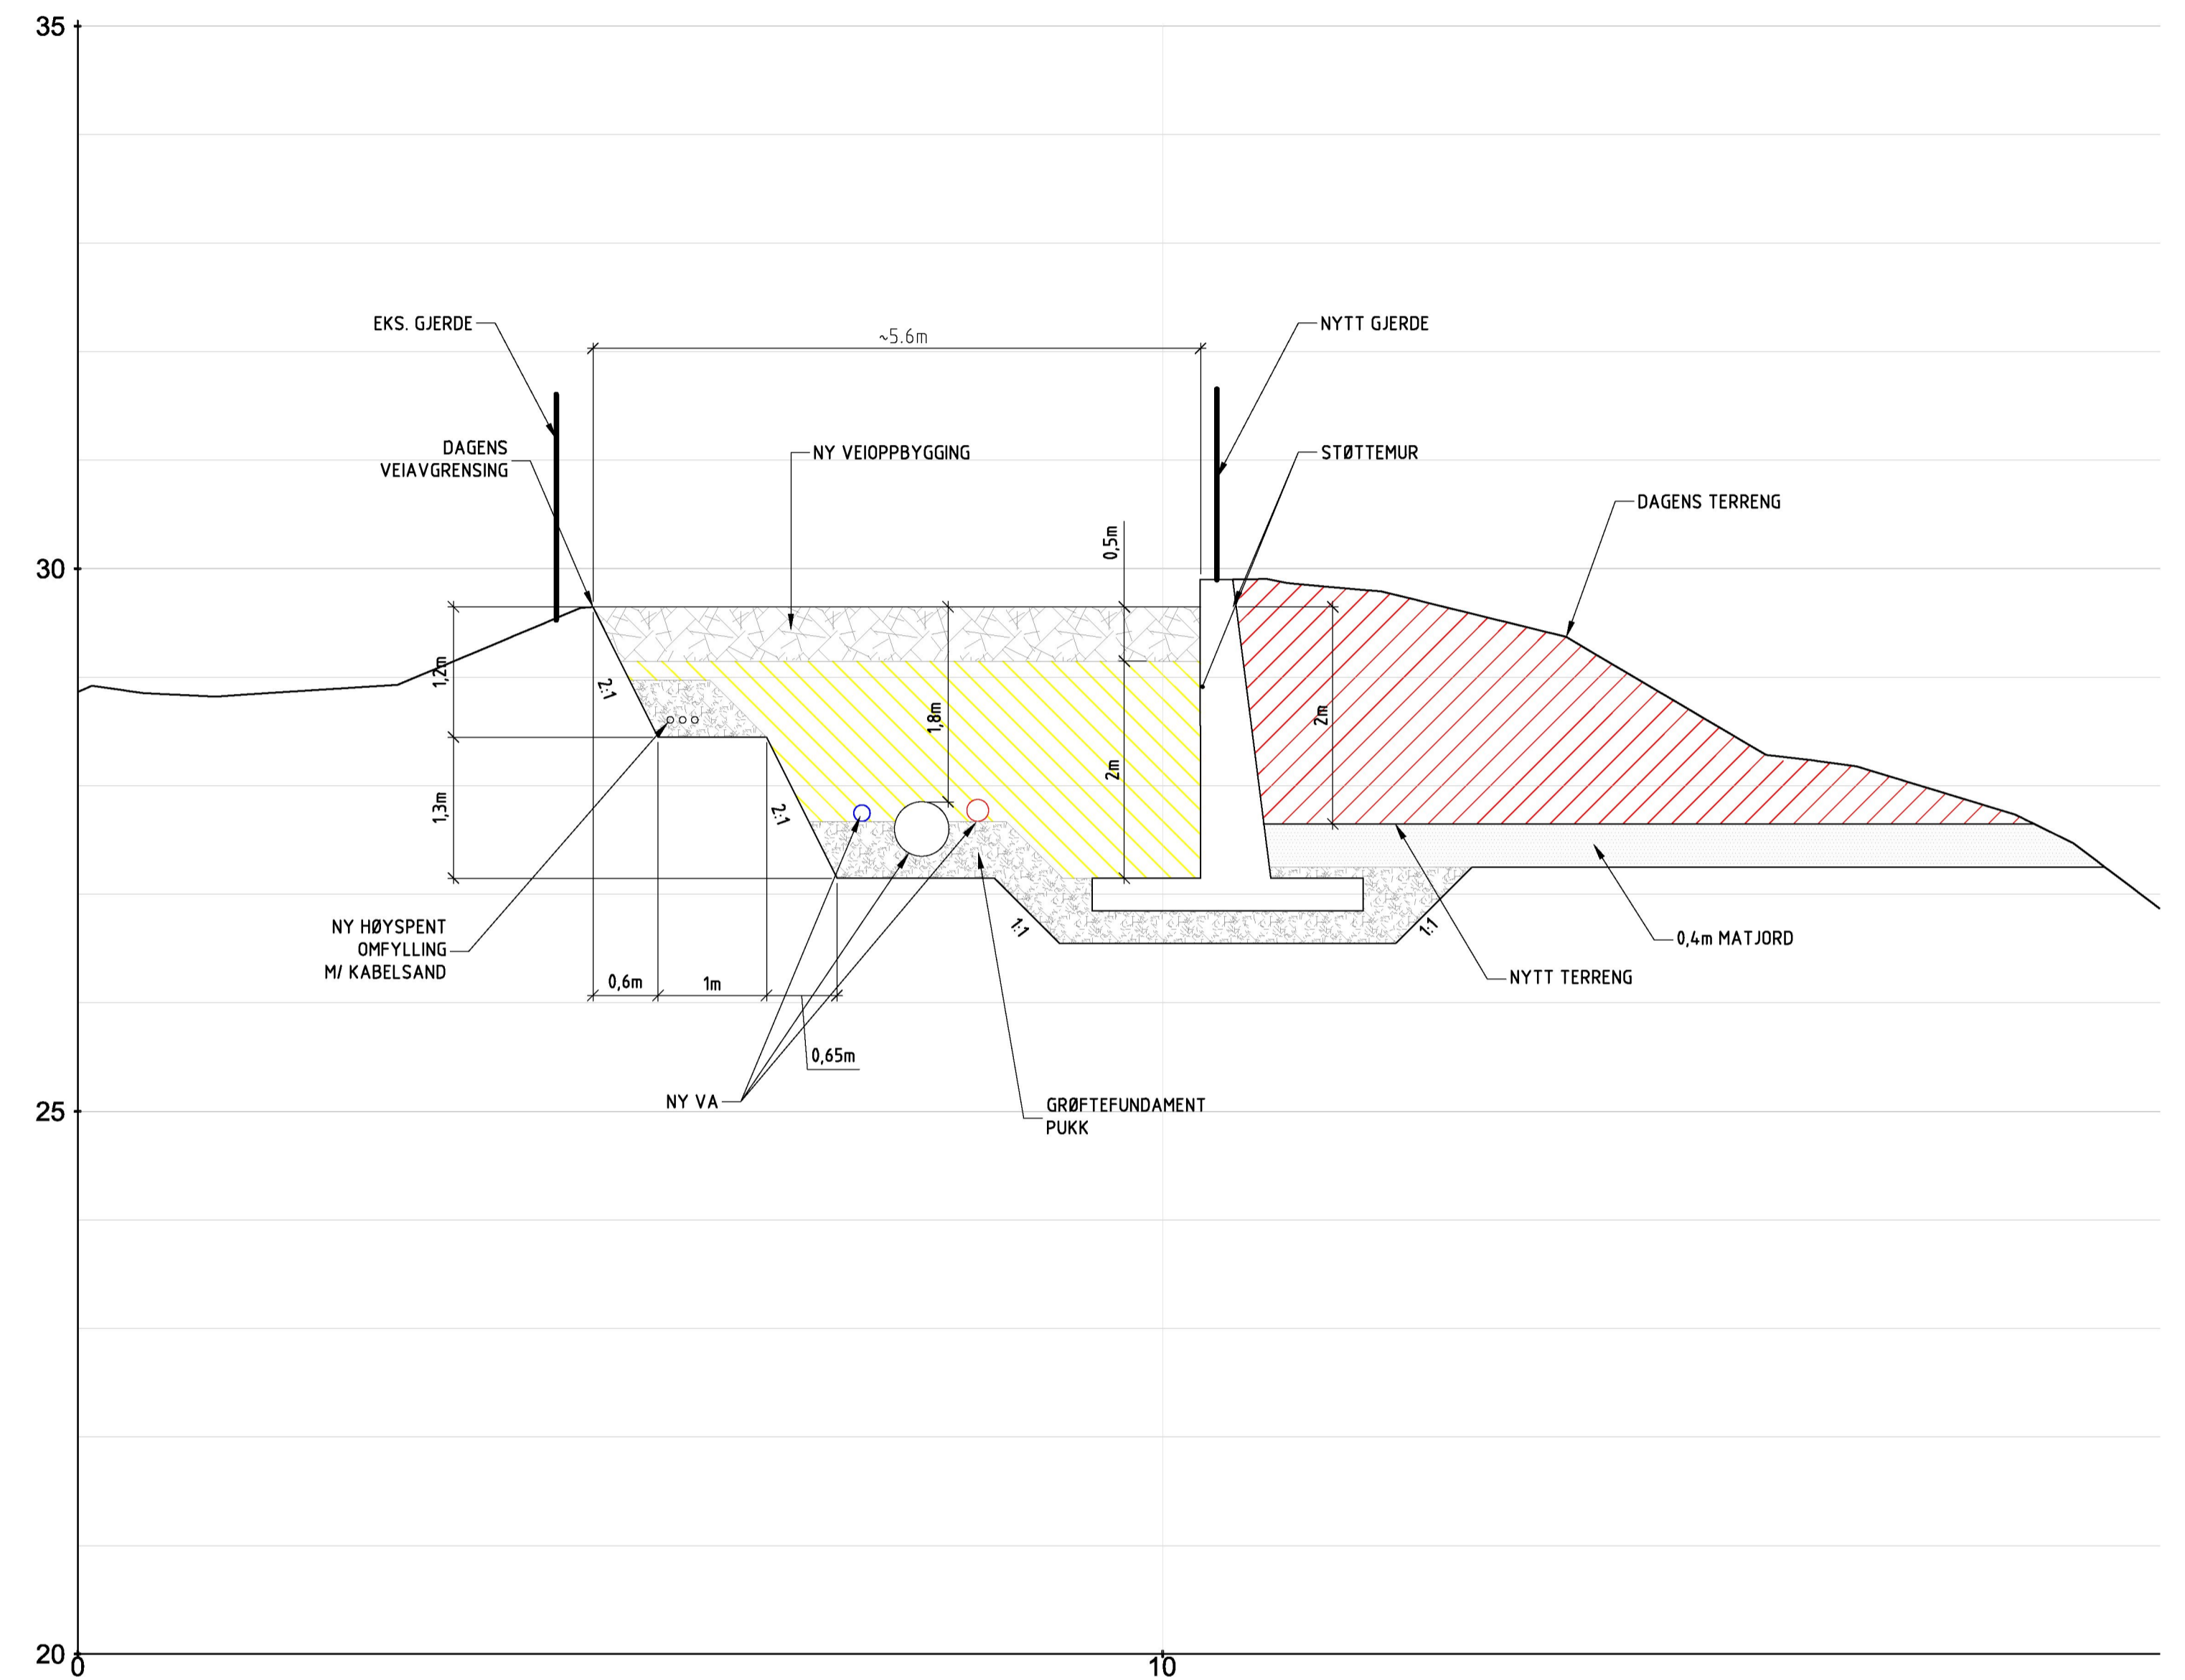 35
EKS. GJERDE
~5.6m
NYTT GJERDE
DAGENS
VEIAVGRENSING
NY VEIOPPBYGGING
STØTTEMUR
DAGENS TERRENG
0,5m
30
1,2m
2:1
1,8m
2m
2m
1,3m
2:1
NY HØYSPENT
OMFYLLING
M/ KABELSAND
1:1
1:1
0,4m MATJORD
NYTT TERRENG
0,6m
1m
0,65m
NY VA
GRØFTEFUNDAMENT
PUKK
25
20
0
10